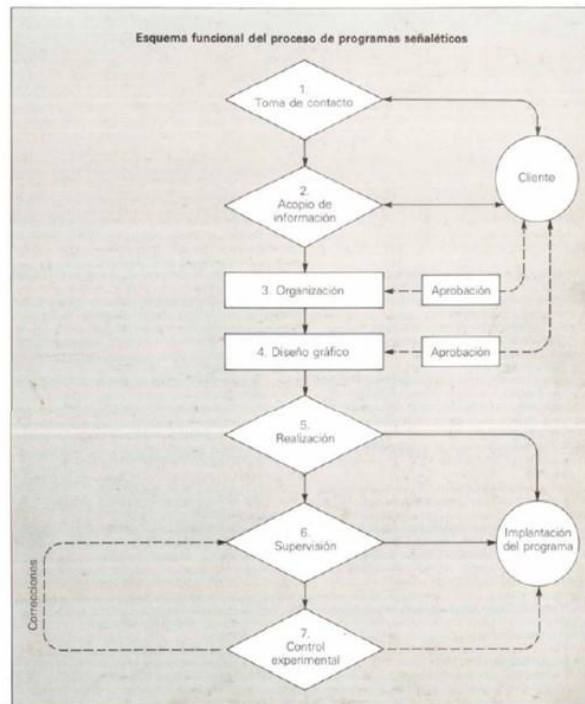 Esquema funcional del proceso de programas señaléticos
1.
Toma de contacto
Cliente
2.
Acopio de
información
3. Organización
Aprobación
4. Diseño gráfico
Aprobación
5.
Realización
6.
Supervisión
Implantación
del programa
Correcciones
7.
Control
experimental